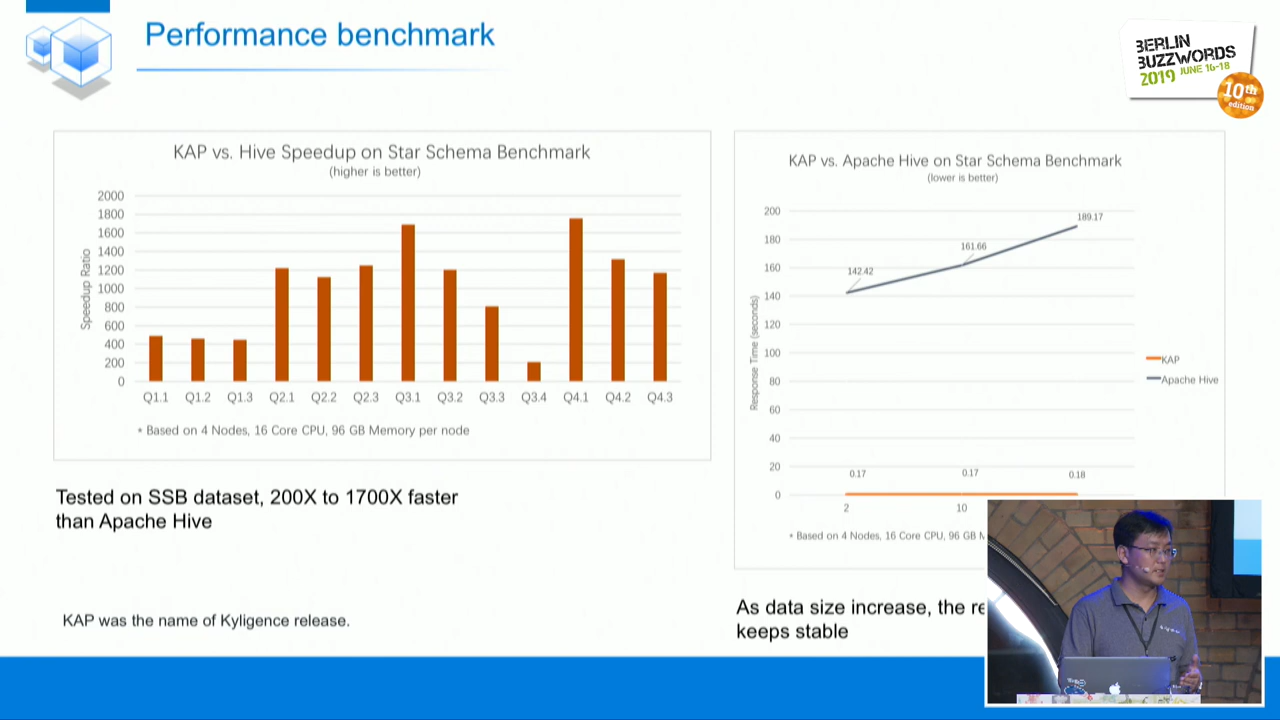 Performance benchmark
BERLIN
BUZZWORDS
2019 JUNE 16-18
10th
edition
KAP vs. Hive Speedup on Star Schema Benchmark
(higher is better)
Speedup Ratio
2000
1800
1600
1400
1200
1000
800
600
400
200
0
Q1.1 Q1.2 Q1.3 Q2.1 Q2.2 Q2.3 Q3.1 Q3.2 Q3.3 Q3.4 Q4.1 Q4.2 Q4.3
* Based on 4 Nodes, 16 Core CPU, 96 GB Memory per node
Tested on SSB dataset, 200X to 1700X faster
than Apache Hive
KAP was the name of Kyligence release.
KAP vs. Apache Hive on Star Schema Benchmark
(lower is better)
Response Time (seconds)
200
180
160
140
120
100
80
60
40
20
0
142.42
161.66
189.17
0.17 0.17 0.18
2 10
KAP
Apache Hive
* Based on 4 Nodes, 16 Core CPU, 96 GB
As data size increase, the
keeps stable